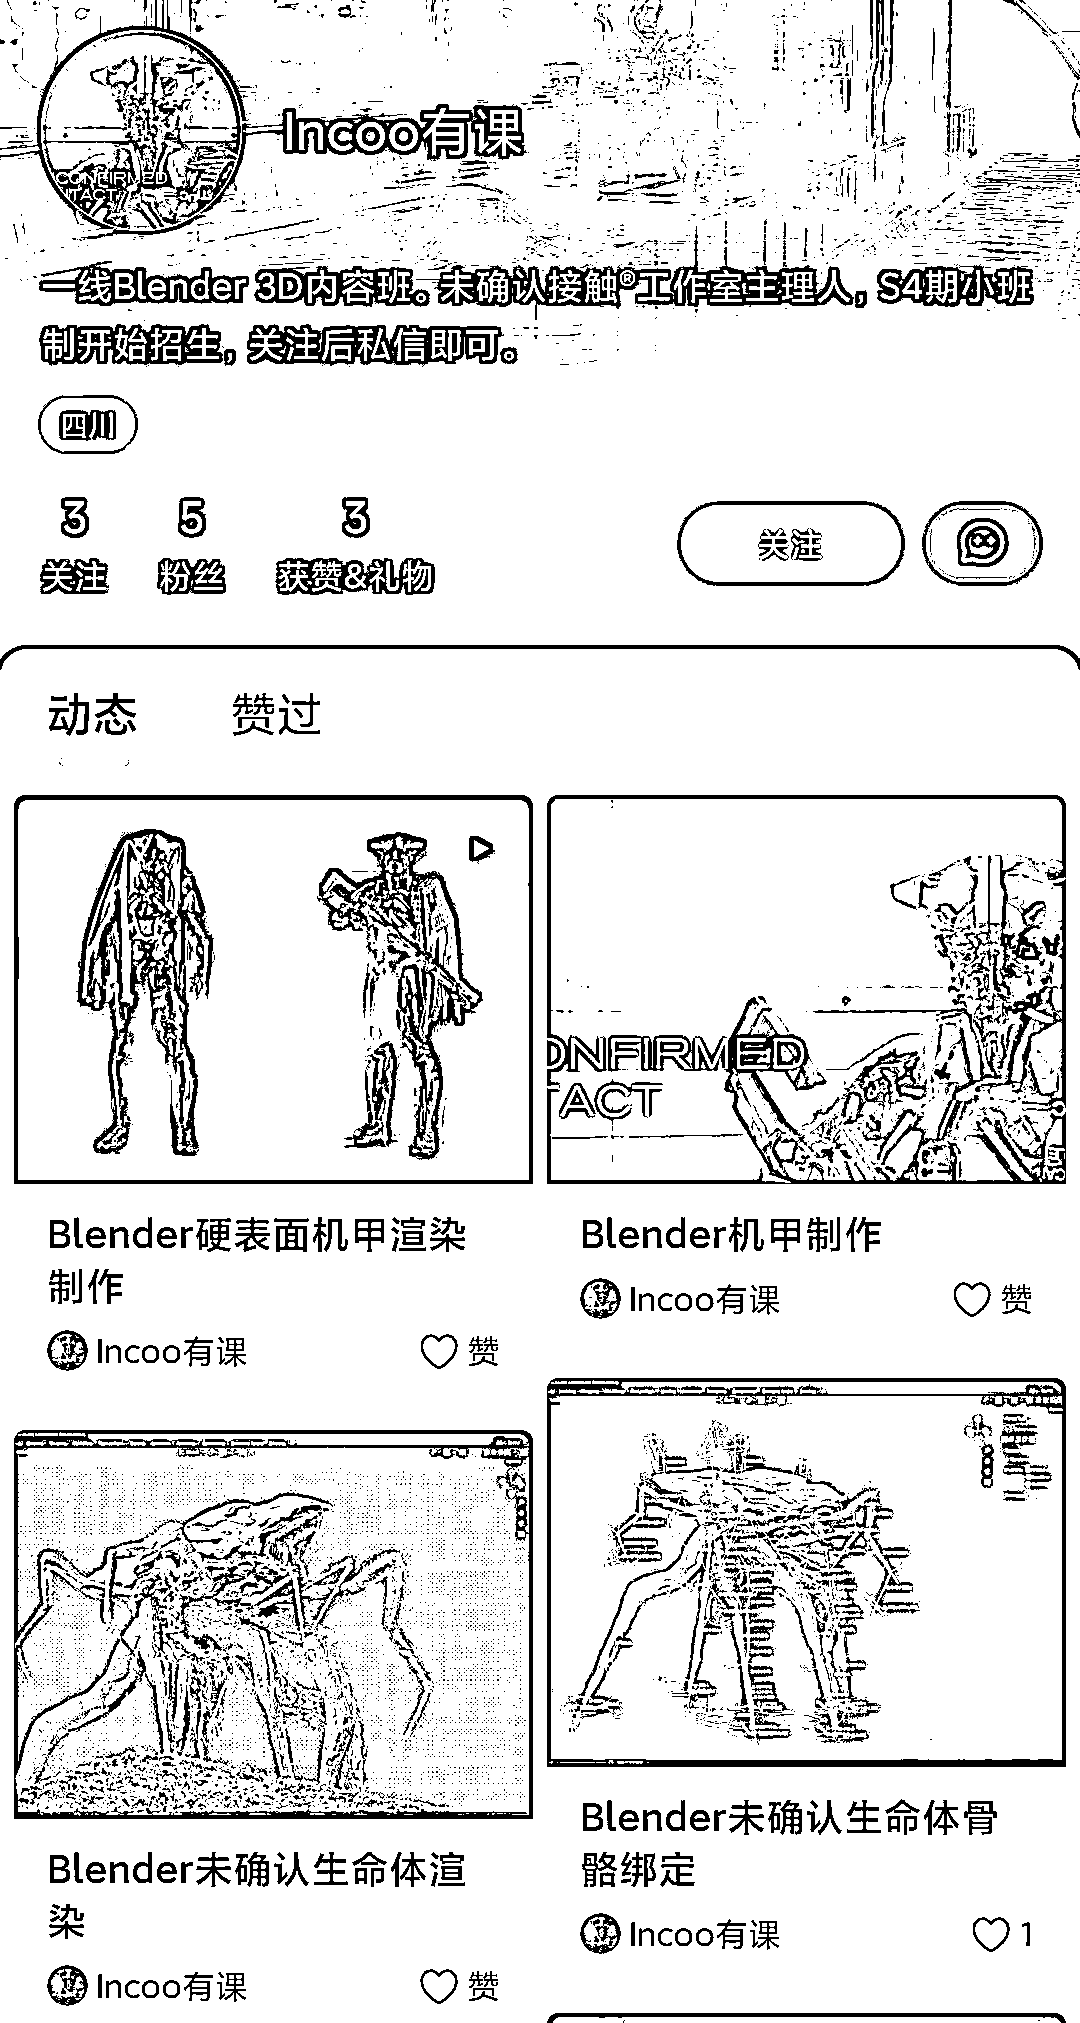 CONFIRMED
TACT
Incoo有课
一线Blender 3D内容班。未确认接触®工作室主理人，S4期小班
制开始招生，关注后私信即可。
四川
3 5 3
关注 粉丝 获赞&礼物
关注
动态 赞过
ONFIRMED
TACT
Blender硬表面机甲渲染
制作
Incoo有课 赞
Blender机甲制作
Incoo有课 赞
Blender未确认生命体渲
染
Incoo有课 赞
Blender未确认生命体骨
骼绑定
Incoo有课 1